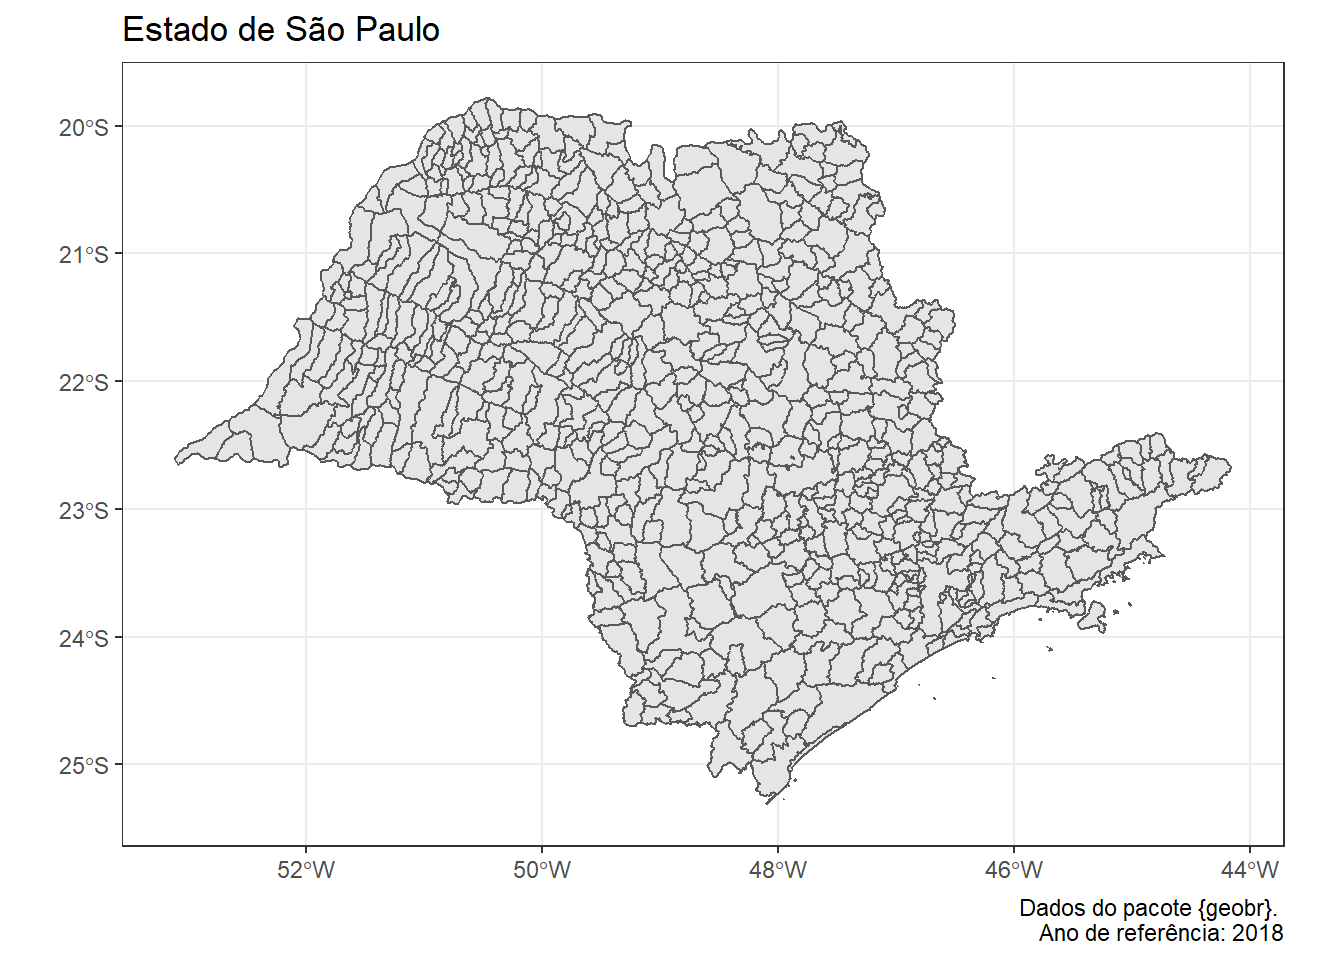 Estado de São Paulo
20°S
21°S
22°S
23°S
24°S
25°S
52°W
50°W
48°W
46°W
44°W
Dados do pacote {geobr}.
Ano de referência: 2018